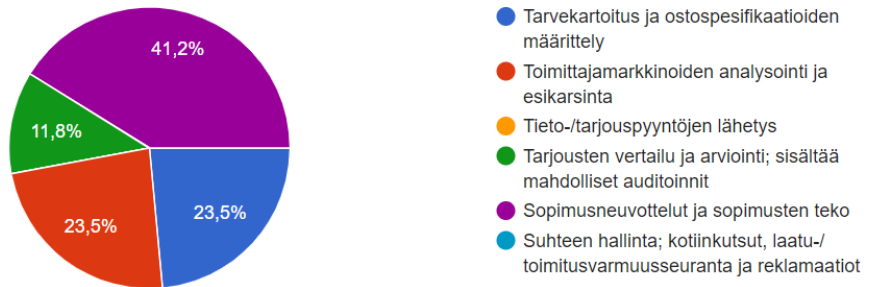 41,2%
11,8%
23,5%
23,5%
Tarvekartoitus ja ostospesifikaatioiden
määrittely
Toimittajamarkkinoiden analysointi ja
esikarsinta
Tieto-/tarjouspyyntöjen lähetys
Tarjousten vertailu ja arviointi; sisältää
mahdolliset auditoinnit
Sopimusneuvottelut ja sopimusten teko
Suhteen hallinta; kotiinkutsut, laatu-/
toimitusvarmuusseuranta ja reklamaatiot